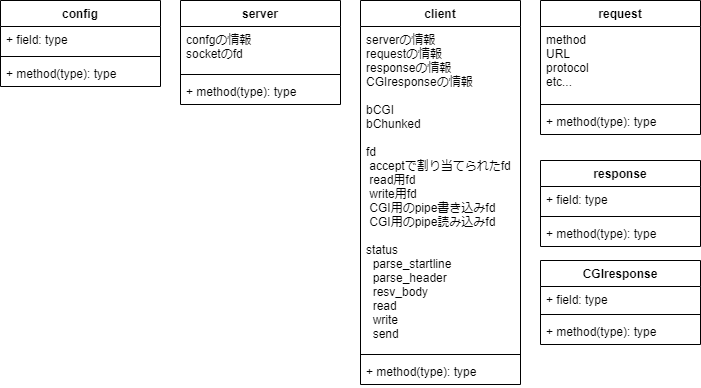 config
+ field: type
+ method(type): type
server
confgの情報
socketのfd
+ method(type): type
client
serverの情報
requestの情報
responseの情報
CGIresponseの情報
bCGI
bChunked
fd
acceptで割り当てられたfd
read用fd
write用fd
CGI用のpipe書き込みfd
CGI用のpipe読み込みfd
status
parse_startline
parse_header
resv_body
read
write
send
+ method(type): type
request
method
URL
protocol
etc...
+ method(type): type
response
+ field: type
+ method(type): type
CGIresponse
+ field: type
+ method(type): type